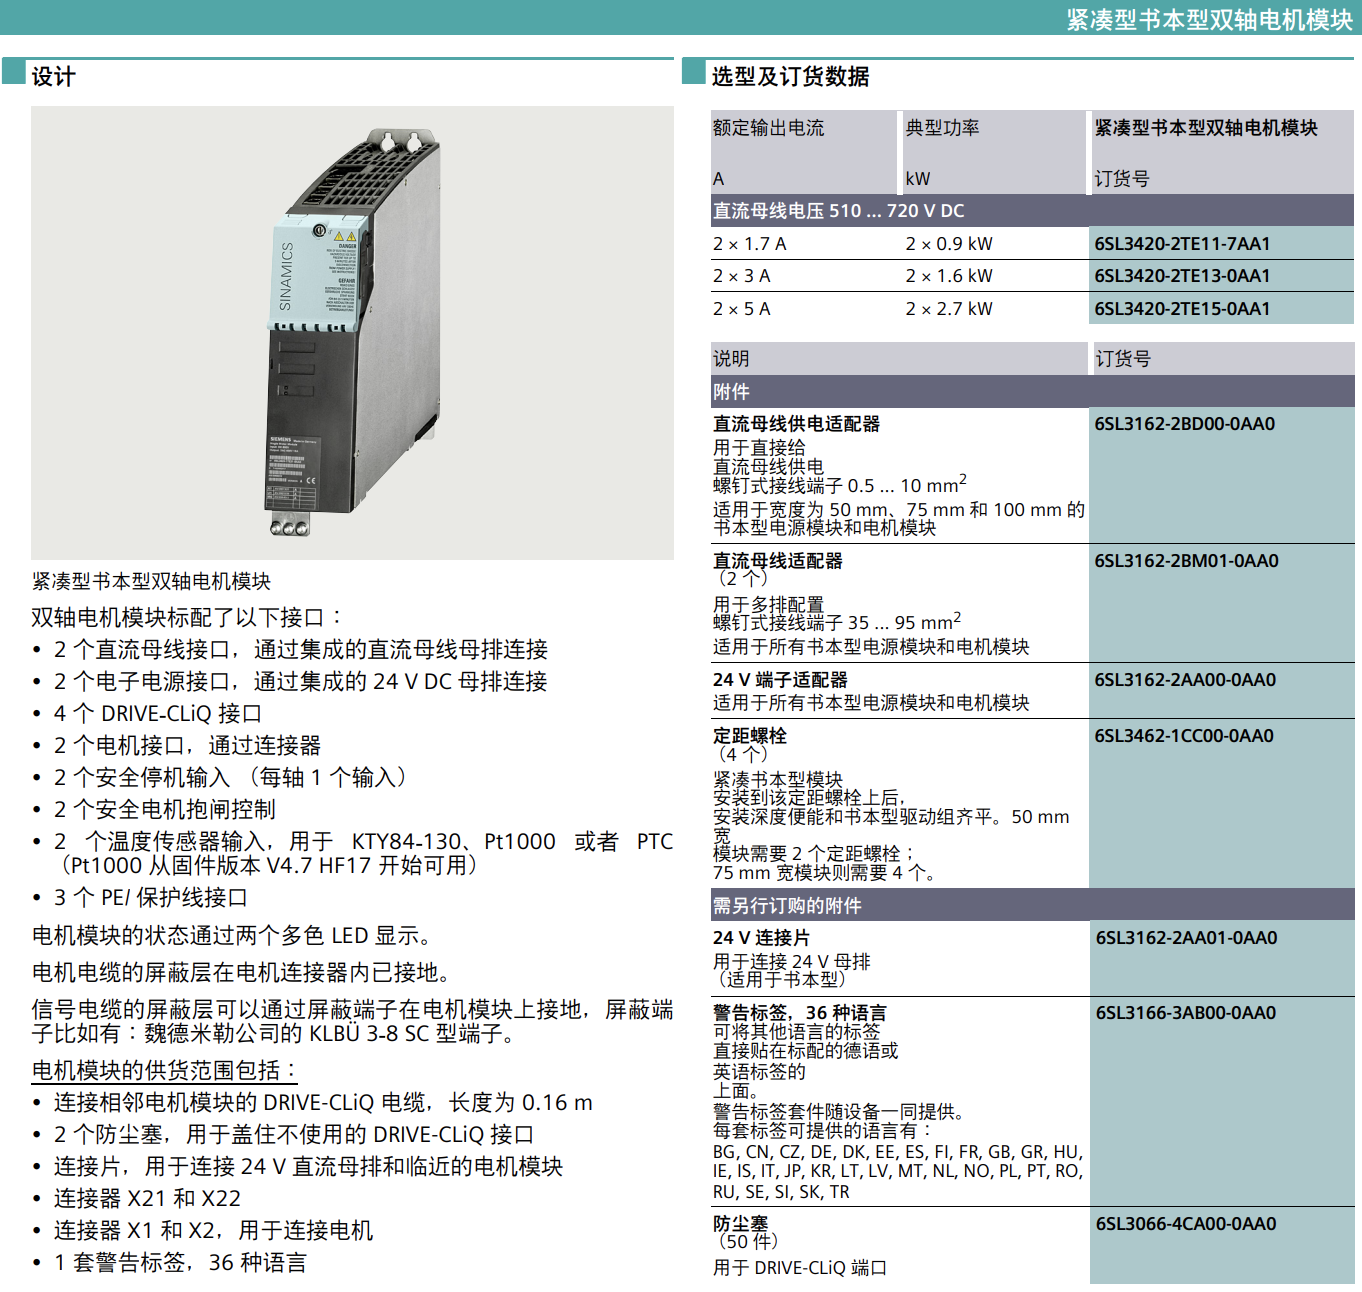 紧凑型书本型双轴电机模块
设计
SINAMICS
DANGER
GEFAHR
SIEMENS
紧凑型书本型双轴电机模块
双轴电机模块标配了以下接口：
• 2 个直流母线接口，通过集成的直流母线母排连接
• 2 个电子电源接口，通过集成的 24 V DC 母排连接
• 4 个 DRIVE-CLiQ 接口
• 2 个电机接口，通过连接器
• 2 个安全停机输入 （每轴 1 个输入）
• 2 个安全电机抱闸控制
• 2 个温度传感器输入，用于 KTY84-130、Pt1000 或者 PTC
（Pt1000 从固件版本 V4.7 HF17 开始可用）
• 3 个 PE/ 保护线接口
电机模块的状态通过两个多色 LED 显示。
电机电缆的屏蔽层在电机连接器内已接地。
信号电缆的屏蔽层可以通过屏蔽端子在电机模块上接地，屏蔽端
子比如有：魏德米勒公司的 KLBÜ 3-8 SC 型端子。
电机模块的供货范围包括：
• 连接相邻电机模块的 DRIVE-CLiQ 电缆，长度为 0.16 m
• 2 个防尘塞，用于盖住不使用的 DRIVE-CLiQ 接口
• 连接片，用于连接 24 V 直流母排和临近的电机模块
• 连接器 X21 和 X22
• 连接器 X1 和 X2，用于连接电机
• 1 套警告标签，36 种语言
选型及订货数据
额定输出电流 典型功率 紧凑型书本型双轴电机模块
A kW 订货号
直流母线电压 510 ... 720 V DC
2 × 1.7 A 2 × 0.9 kW 6SL3420-2TE11-7AA1
2 × 3 A 2 × 1.6 kW 6SL3420-2TE13-0AA1
2 × 5 A 2 × 2.7 kW 6SL3420-2TE15-0AA1
说明 订货号
附件
直流母线供电适配器 6SL3162-2BD00-0AA0
用于直接给
直流母线供电
螺钉式接线端子 0.5 ... 10 mm²
适用于宽度为 50 mm、75 mm 和 100 mm 的
书本型电源模块和电机模块
直流母线适配器 6SL3162-2BM01-0AA0
（2 个）
用于多排配置
螺钉式接线端子 35 ... 95 mm²
适用于所有书本型电源模块和电机模块
24 V 端子适配器 6SL3162-2AA00-0AA0
适用于所有书本型电源模块和电机模块
定距螺栓 6SL3462-1CC00-0AA0
（4 个）
紧凑书本型模块
安装到该定距螺栓上后，
安装深度便能和书本型驱动组齐平。50 mm
宽
模块需要 2 个定距螺栓；
75 mm 宽模块则需要 4 个。
需另行订购的附件
24 V 连接片 6SL3162-2AA01-0AA0
用于连接 24 V 母排
（适用于书本型）
警告标签，36 种语言 6SL3166-3AB00-0AA0
可将其他语言的标签
直接贴在标配的德语或
英语标签的
上面。
警告标签套件随设备一同提供。
每套标签可提供的语言有：
BG, CN, CZ, DE, DK, EE, ES, FI, FR, GB, GR, HU,
IE, IS, IT, JP, KR, LT, LV, MT, NL, NO, PL, PT, RO,
RU, SE, SI, SK, TR
防尘塞 6SL3066-4CA00-0AA0
（50 件）
用于 DRIVE-CLiQ 端口